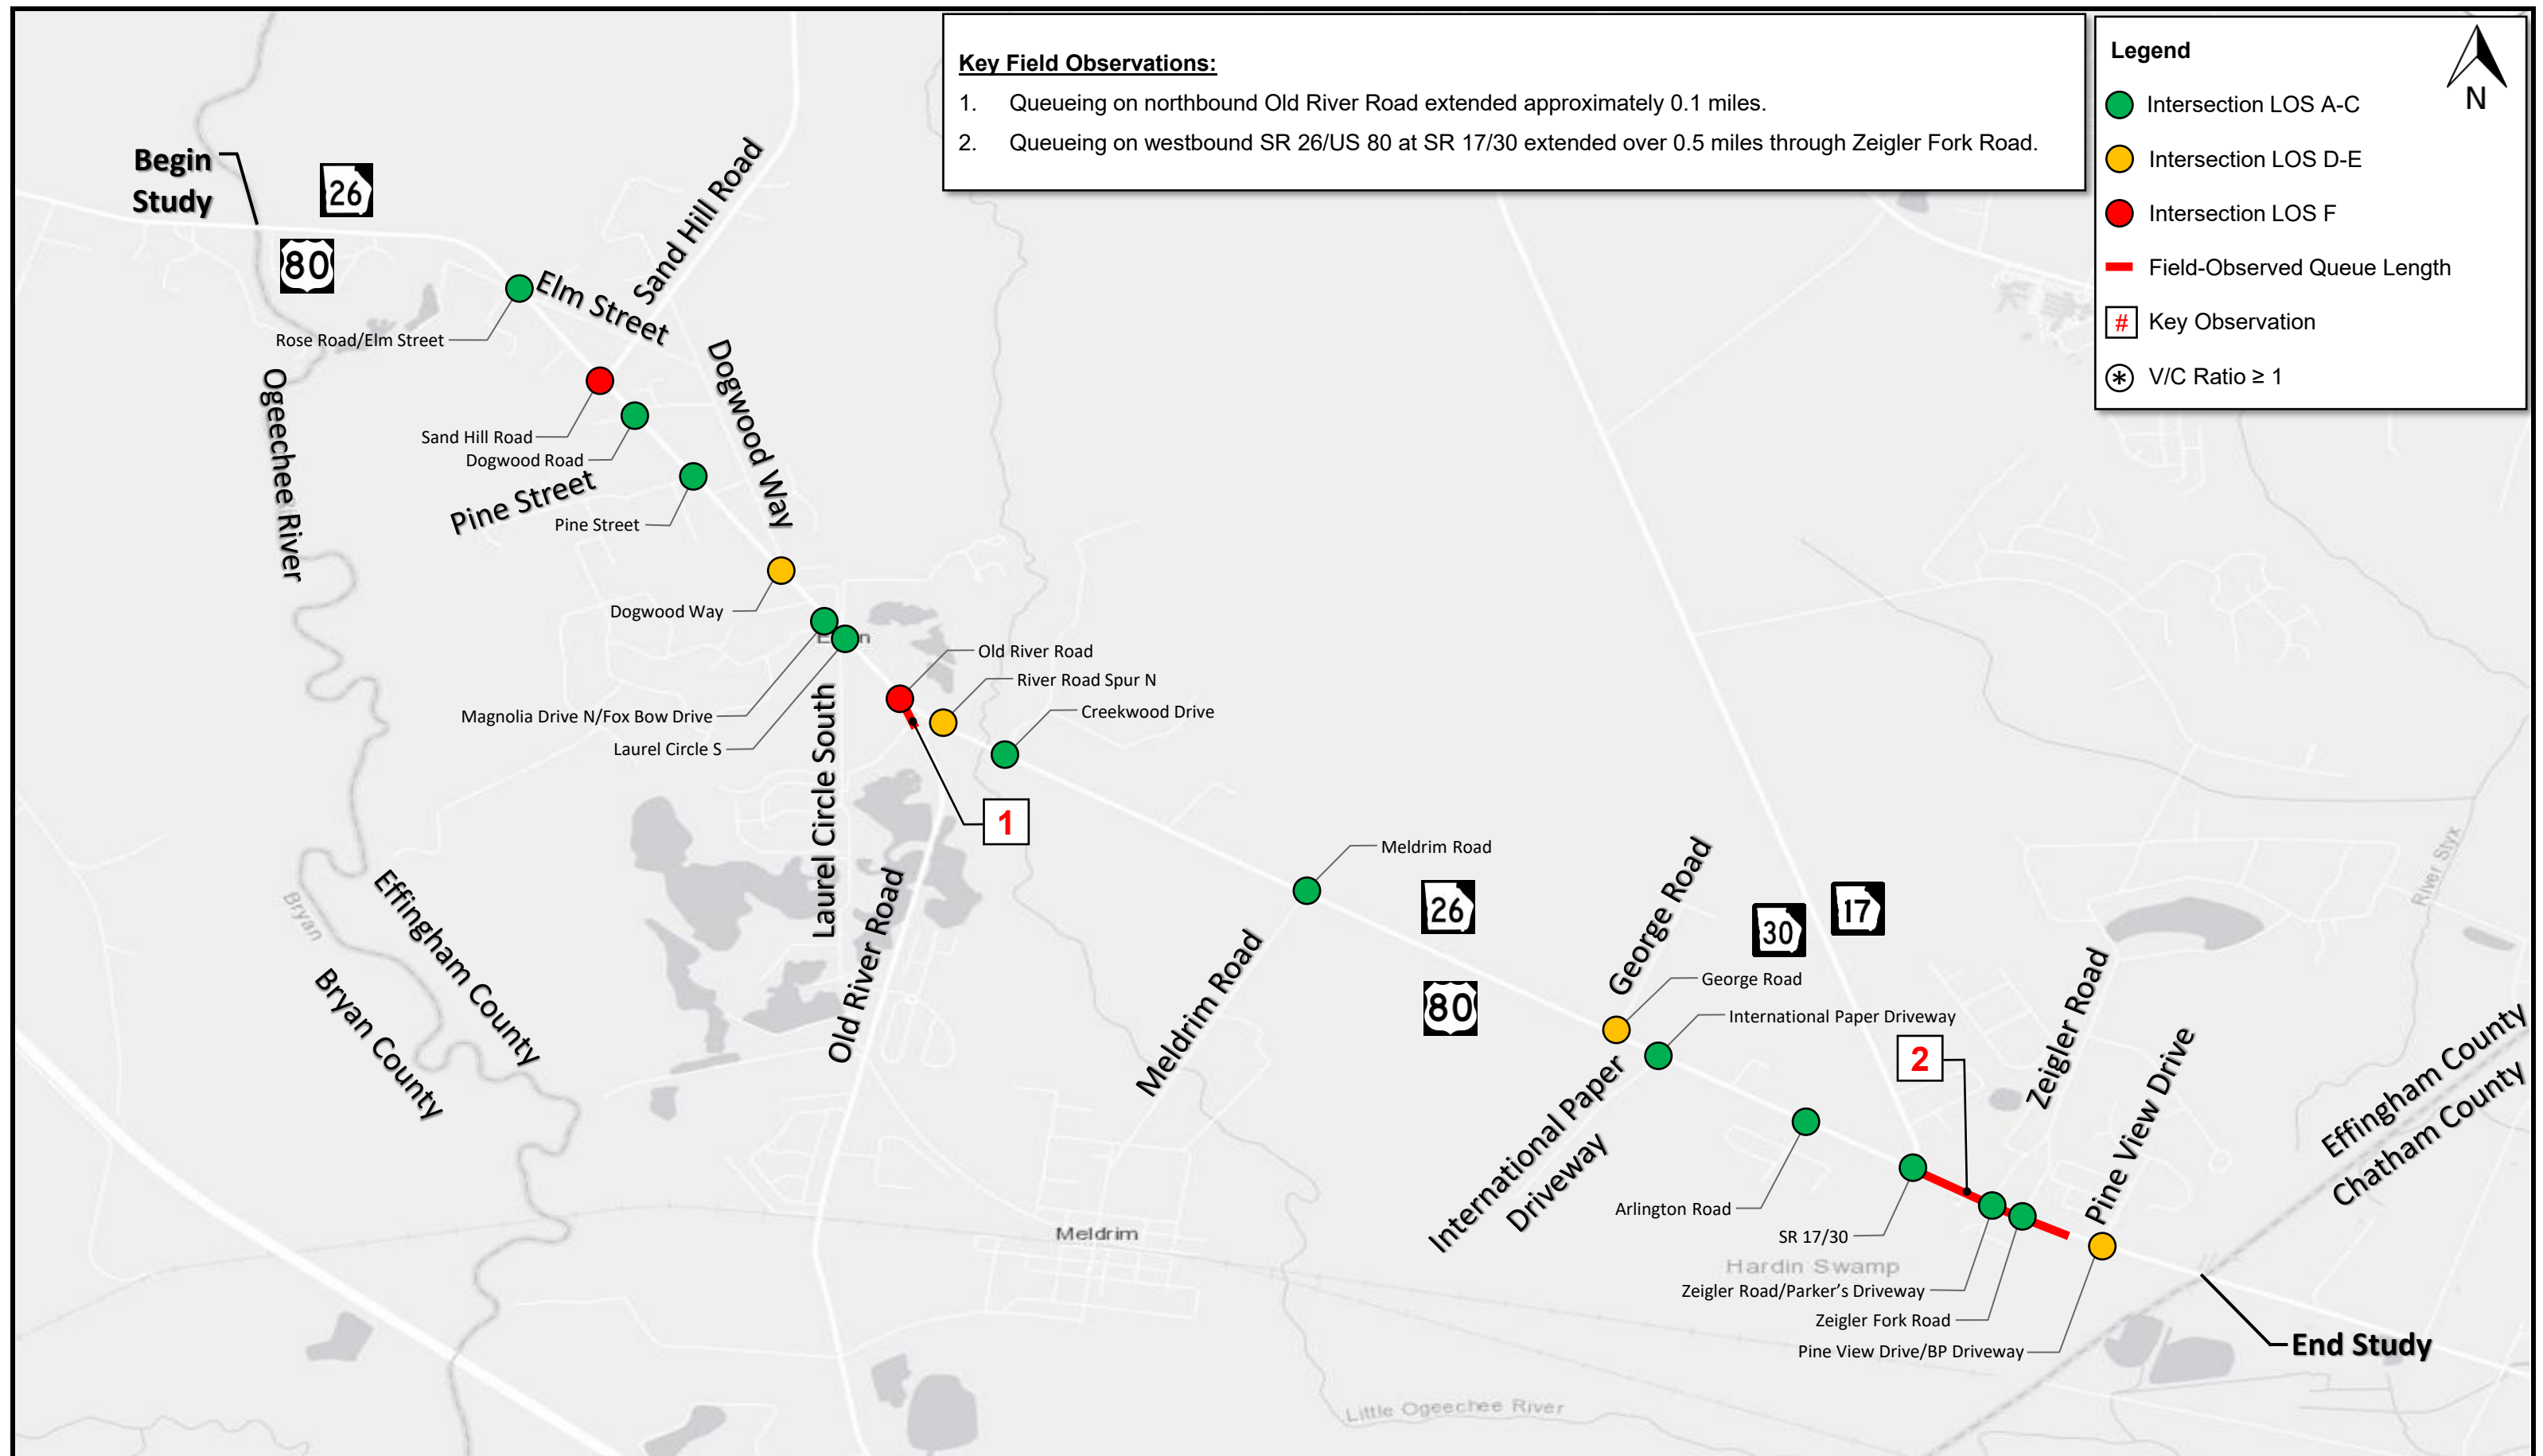 Key Field Observations:
1. Queueing on northbound Old River Road extended approximately 0.1 miles.
2. Queueing on westbound SR 26/US 80 at SR 17/30 extended over 0.5 miles through Zeigler Fork Road.
Legend
N
Intersection LOS A-C
Intersection LOS D-E
Intersection LOS F
Field-Observed Queue Length
# Key Observation
* V/C Ratio ≥ 1
Begin
Study
26
80
Sand Hill Road
Elm Street
Rose Road/Elm Street
Ogeechee River
Dogwood Way
Sand Hill Road
Dogwood Road
Pine Street
Pine Street
Dogwood Way
Old River Road
River Road Spur N
Creekwood Drive
Magnolia Drive N/Fox Bow Drive
Laurel Circle S
Laurel Circle South
1
Old River Road
Meldrim Road
Meldrim Road
26
80
Bryan
Effingham County
Bryan County
George Road
George Road
30
17
International Paper Driveway
International Paper
Driveway
2
Zeigler Road
Pine View Drive
River Styx
Effingham County
Chatham County
Arlington Road
SR 17/30
Hardin Swamp
Zeigler Road/Parker's Driveway
Zeigler Fork Road
Pine View Drive/BP Driveway
Meldrim
End Study
Little Ogeechee River